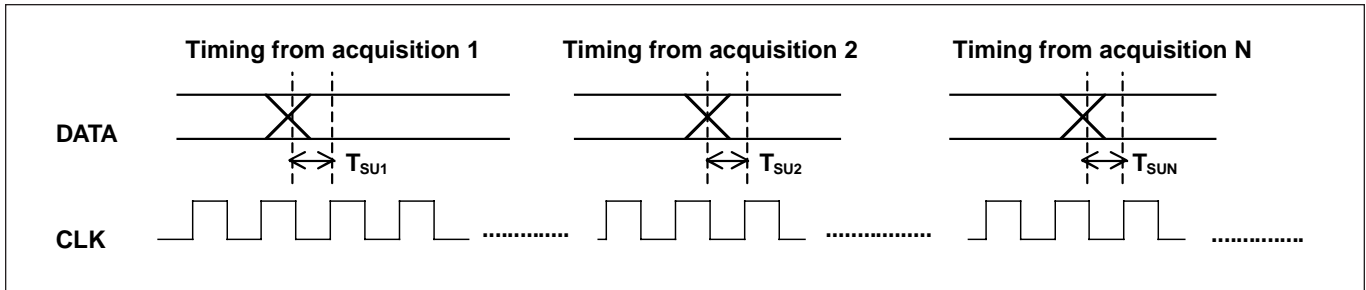 Timing from acquisition 1 Timing from acquisition 2 Timing from acquisition N
DATA
TSU1 TSU2 TSUN
CLK ............. ................ ...............